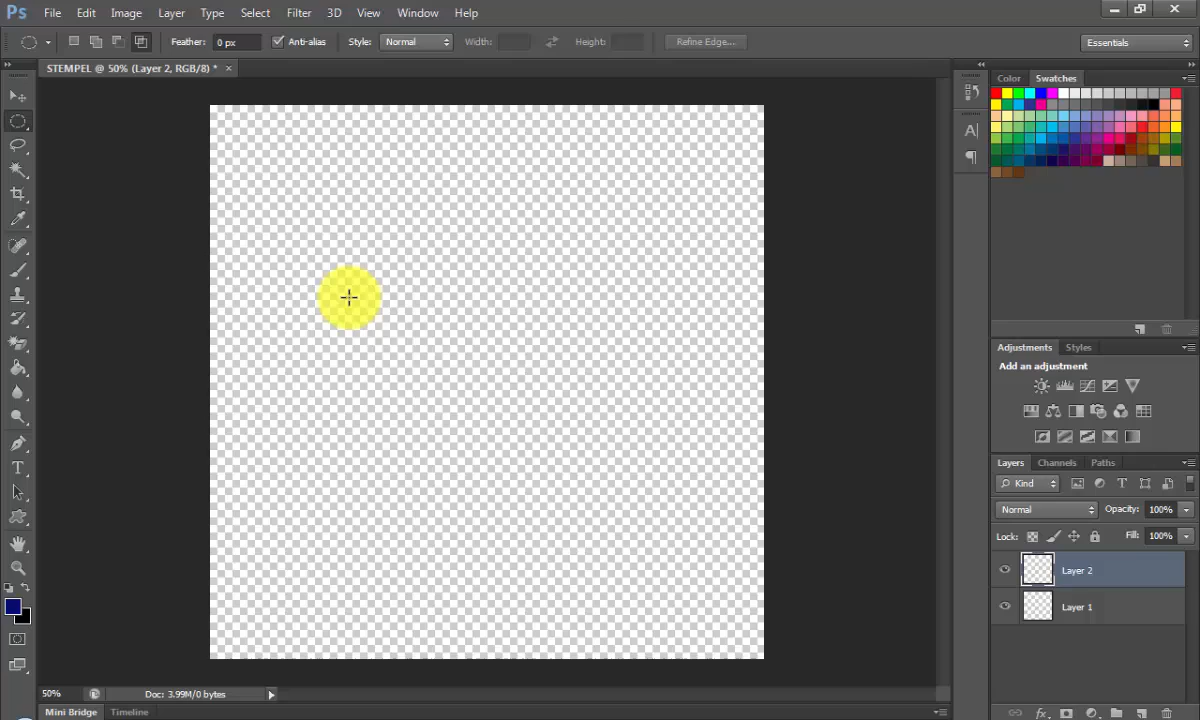 Ps File Edit Image Layer Type Select Filter 3D View Window Help
Feather: 0 px Anti-alias Style: Normal Width: Height: Refine Edge... Essentials
STEMPEL @ 50% (Layer 2, RGB/8) * ×
Color Swatches
Adjustments Styles
Add an adjustment
Layers Channels Paths
Kind
Normal Opacity: 100%
Lock: Fill: 100%
Layer 2
Layer 1
50% Doc: 3.99M/0 bytes
Mini Bridge Timeline